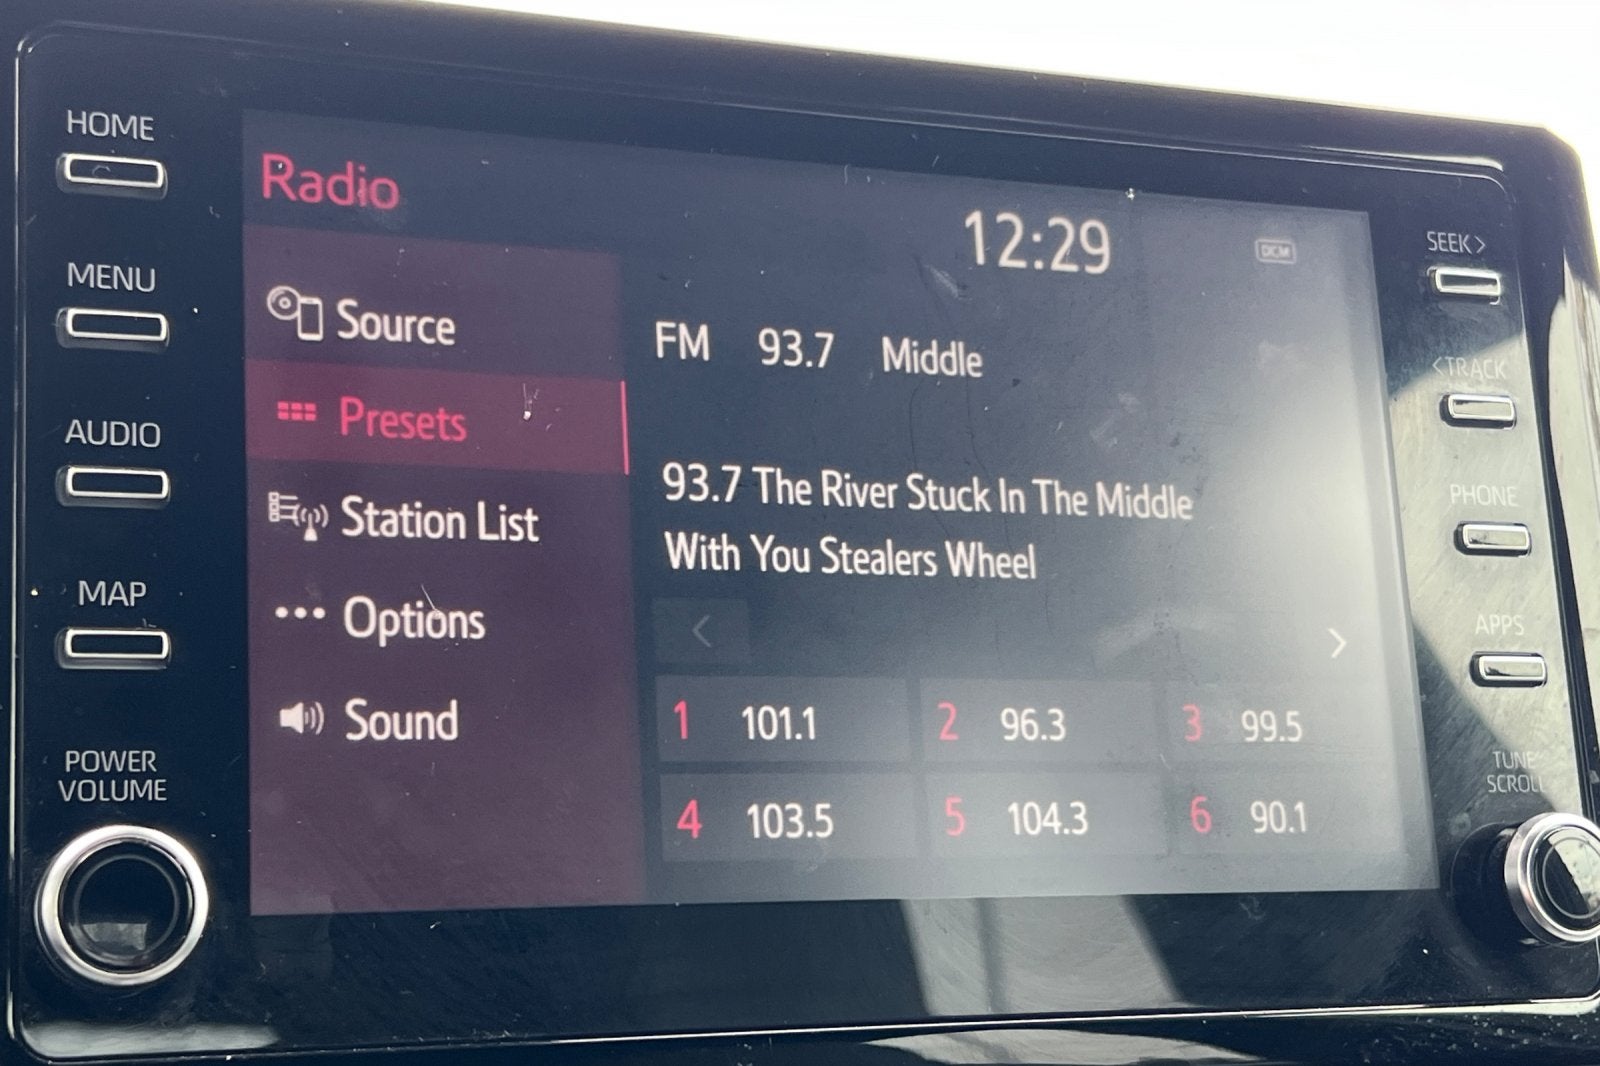 HOME
MENU
AUDIO
MAP
POWER
VOLUME
Radio
12:29
DCM
Source
Presets
Station List
Options
Sound
FM 93.7 Middle
93.7 The River Stuck In The Middle
With You Stealers Wheel
< >
1 101.1 2 96.3 3 99.5
4 103.5 5 104.3 6 90.1
SEEK >
< TRACK
PHONE
APPS
TUNE
SCROLL